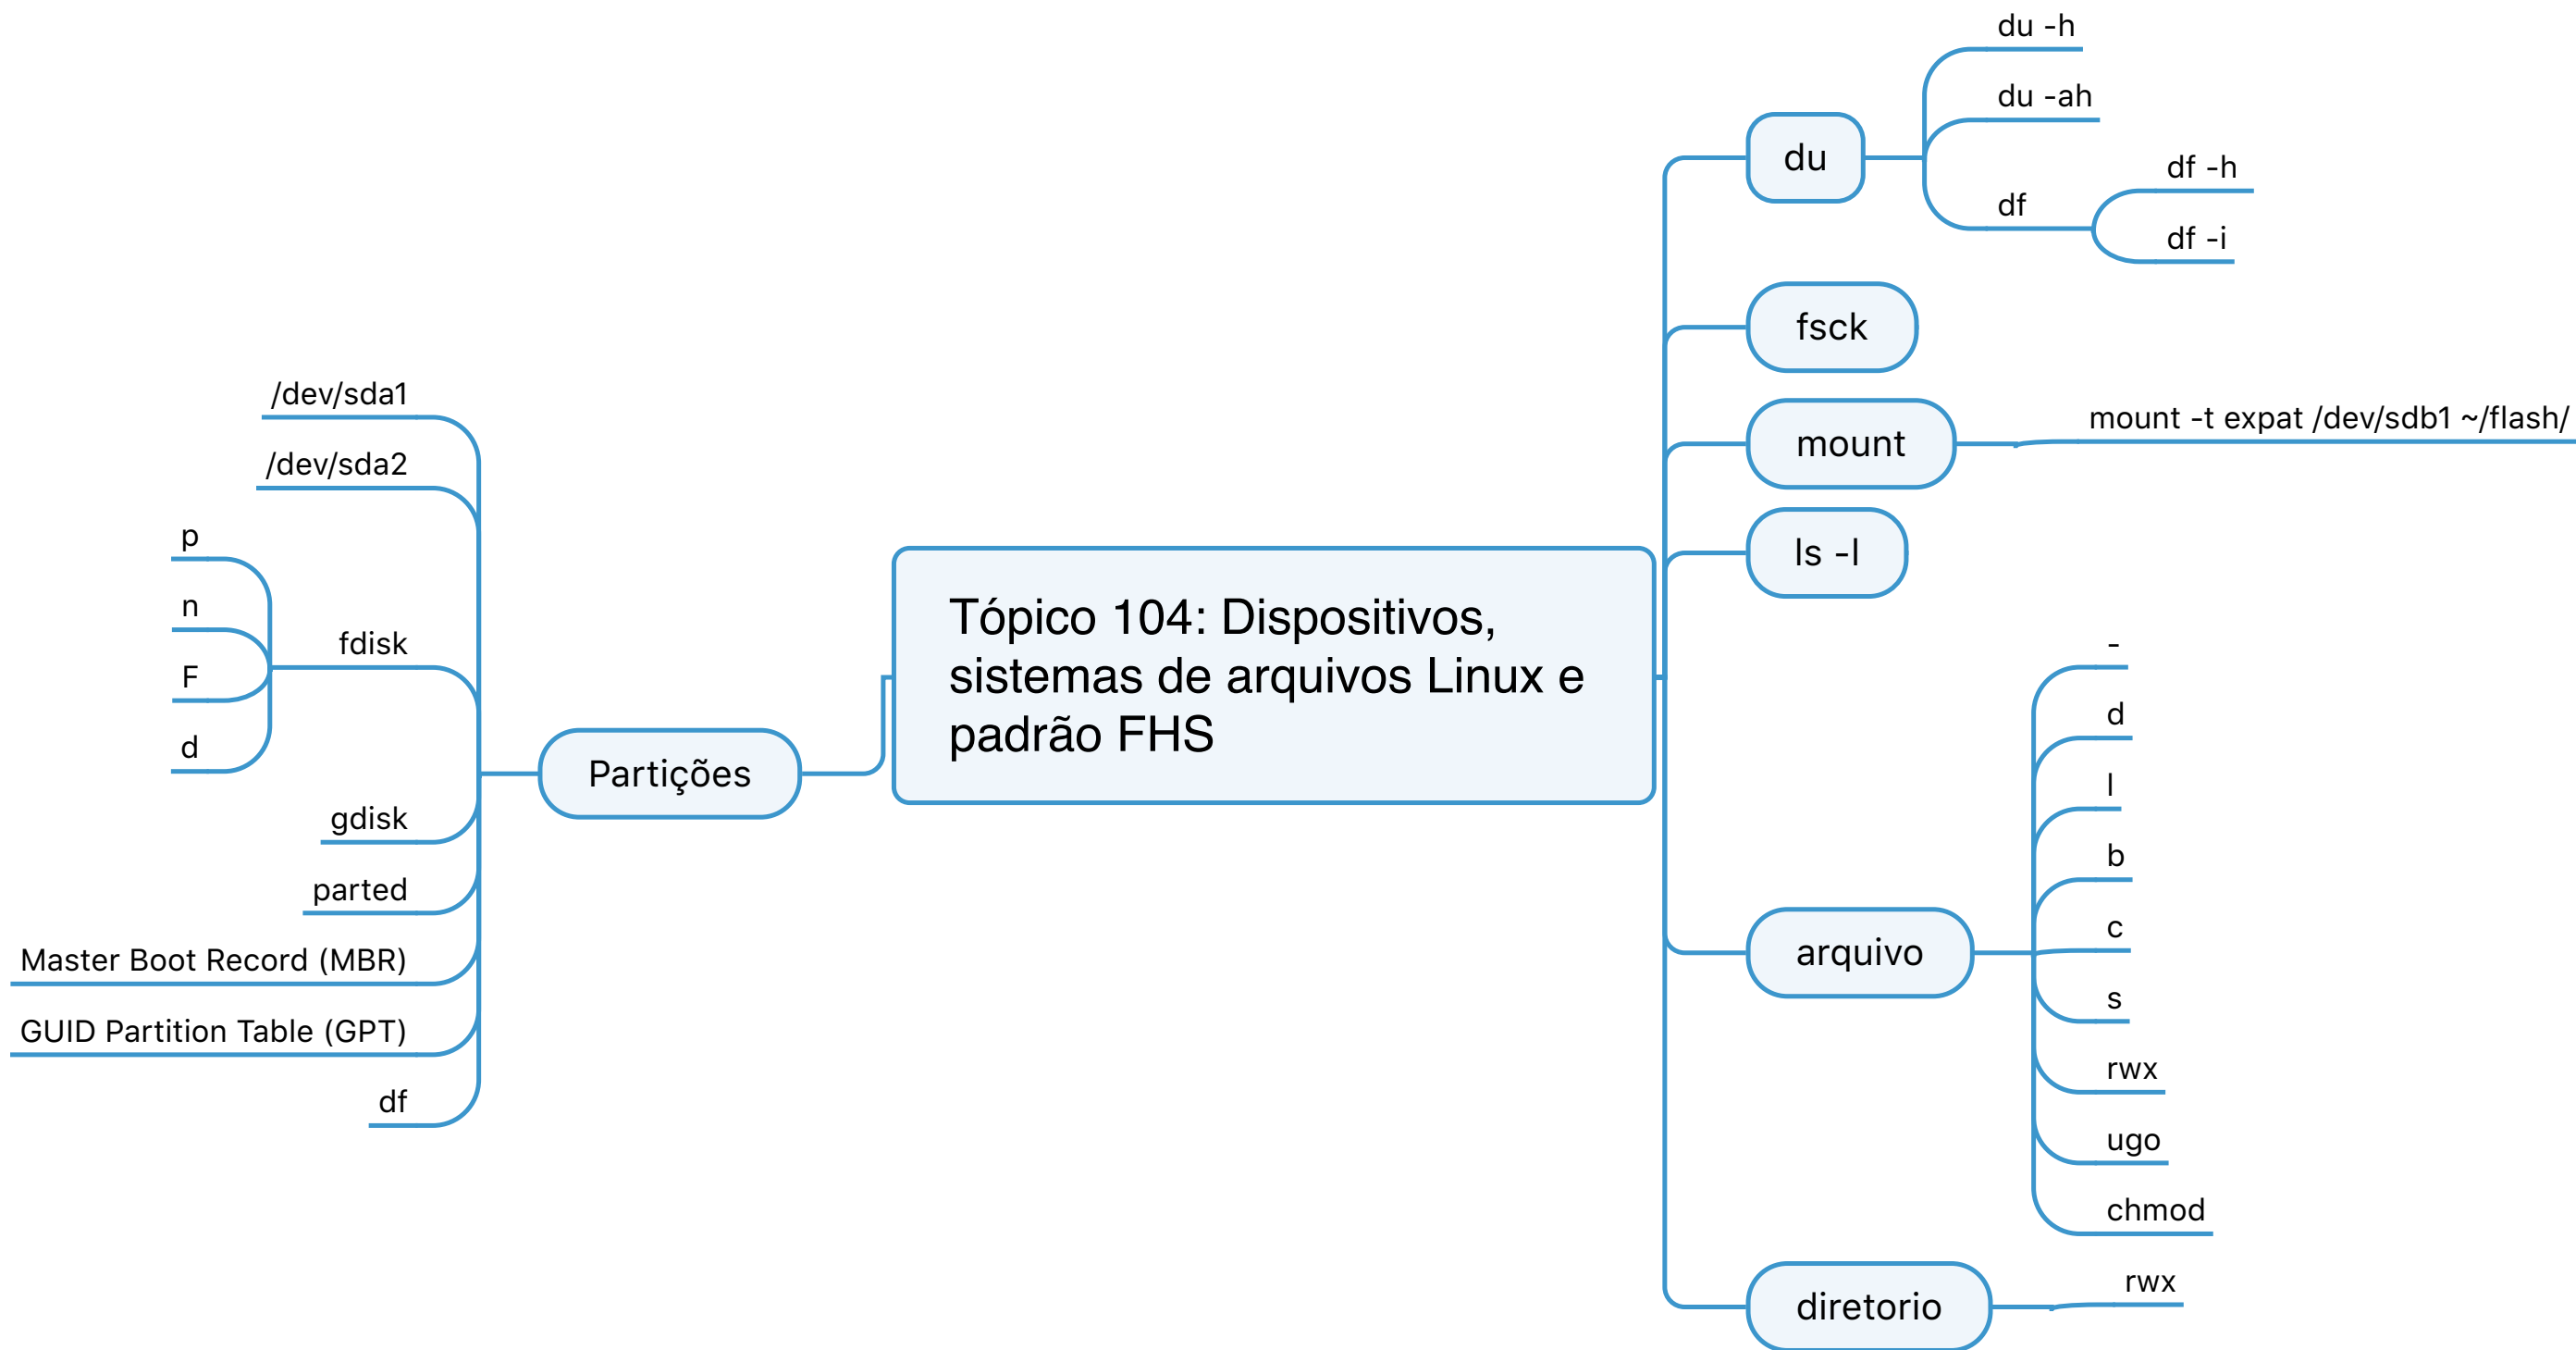 Tópico 104: Dispositivos,
sistemas de arquivos Linux e
padrão FHS
du
du -h
du -ah
df
df -h
df -i
fsck
mount
mount -t expat /dev/sdb1 ~/flash/
ls -l
arquivo
-
d
l
b
c
s
rwx
ugo
chmod
diretorio
rwx
Partições
/dev/sda1
/dev/sda2
fdisk
p
n
F
d
gdisk
parted
Master Boot Record (MBR)
GUID Partition Table (GPT)
df